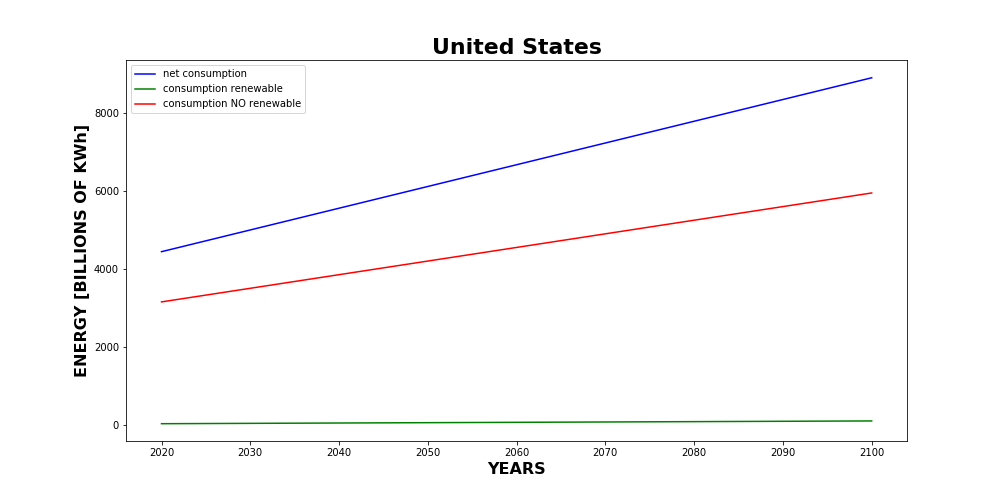 United States
net consumption
consumption renewable
consumption NO renewable
ENERGY [BILLIONS OF KWh]
8000
6000
4000
2000
0
2020 2030 2040 2050 2060 2070 2080 2090 2100
YEARS